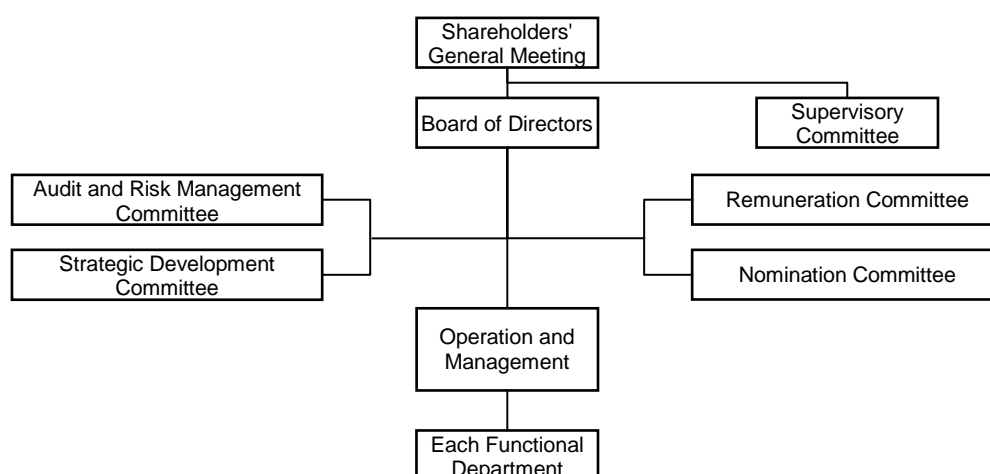 Shareholders'
General Meeting
Board of Directors
Supervisory
Committee
Audit and Risk Management
Committee
Remuneration Committee
Strategic Development
Committee
Nomination Committee
Operation and
Management
Each Functional
Department